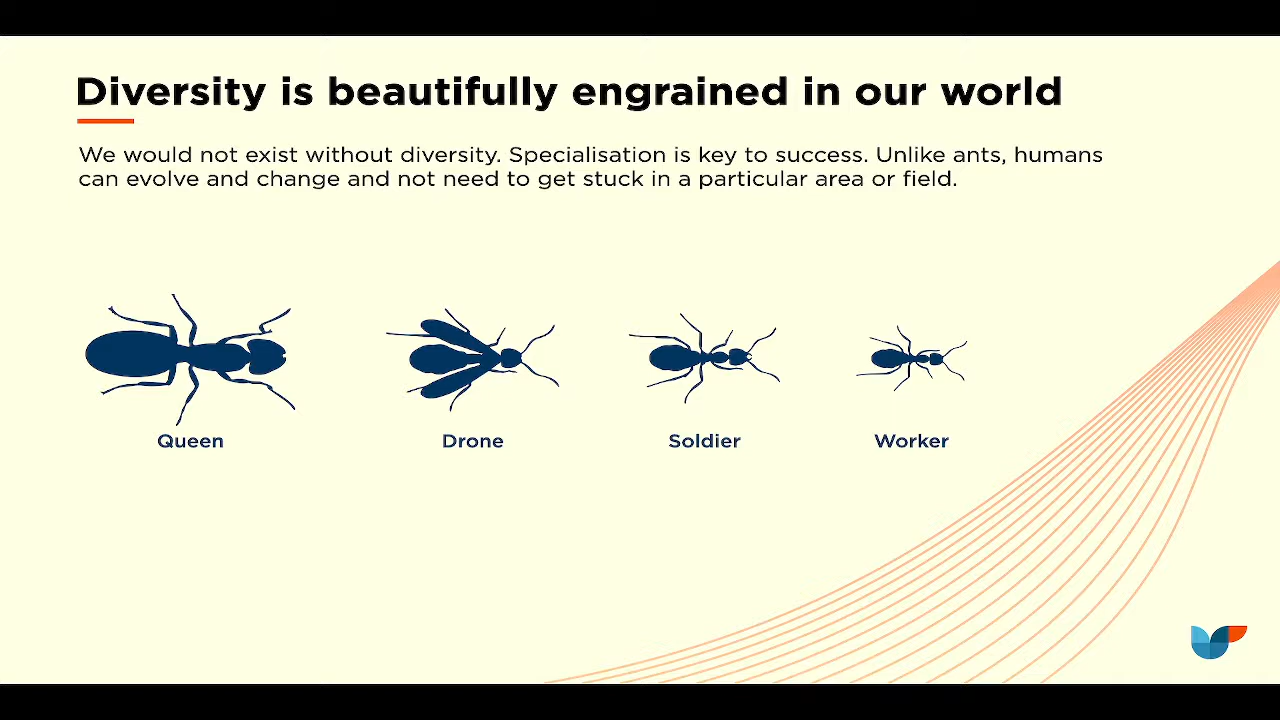 Diversity is beautifully engrained in our world
We would not exist without diversity. Specialisation is key to success. Unlike ants, humans
can evolve and change and not need to get stuck in a particular area or field.
Queen
Drone
Soldier
Worker